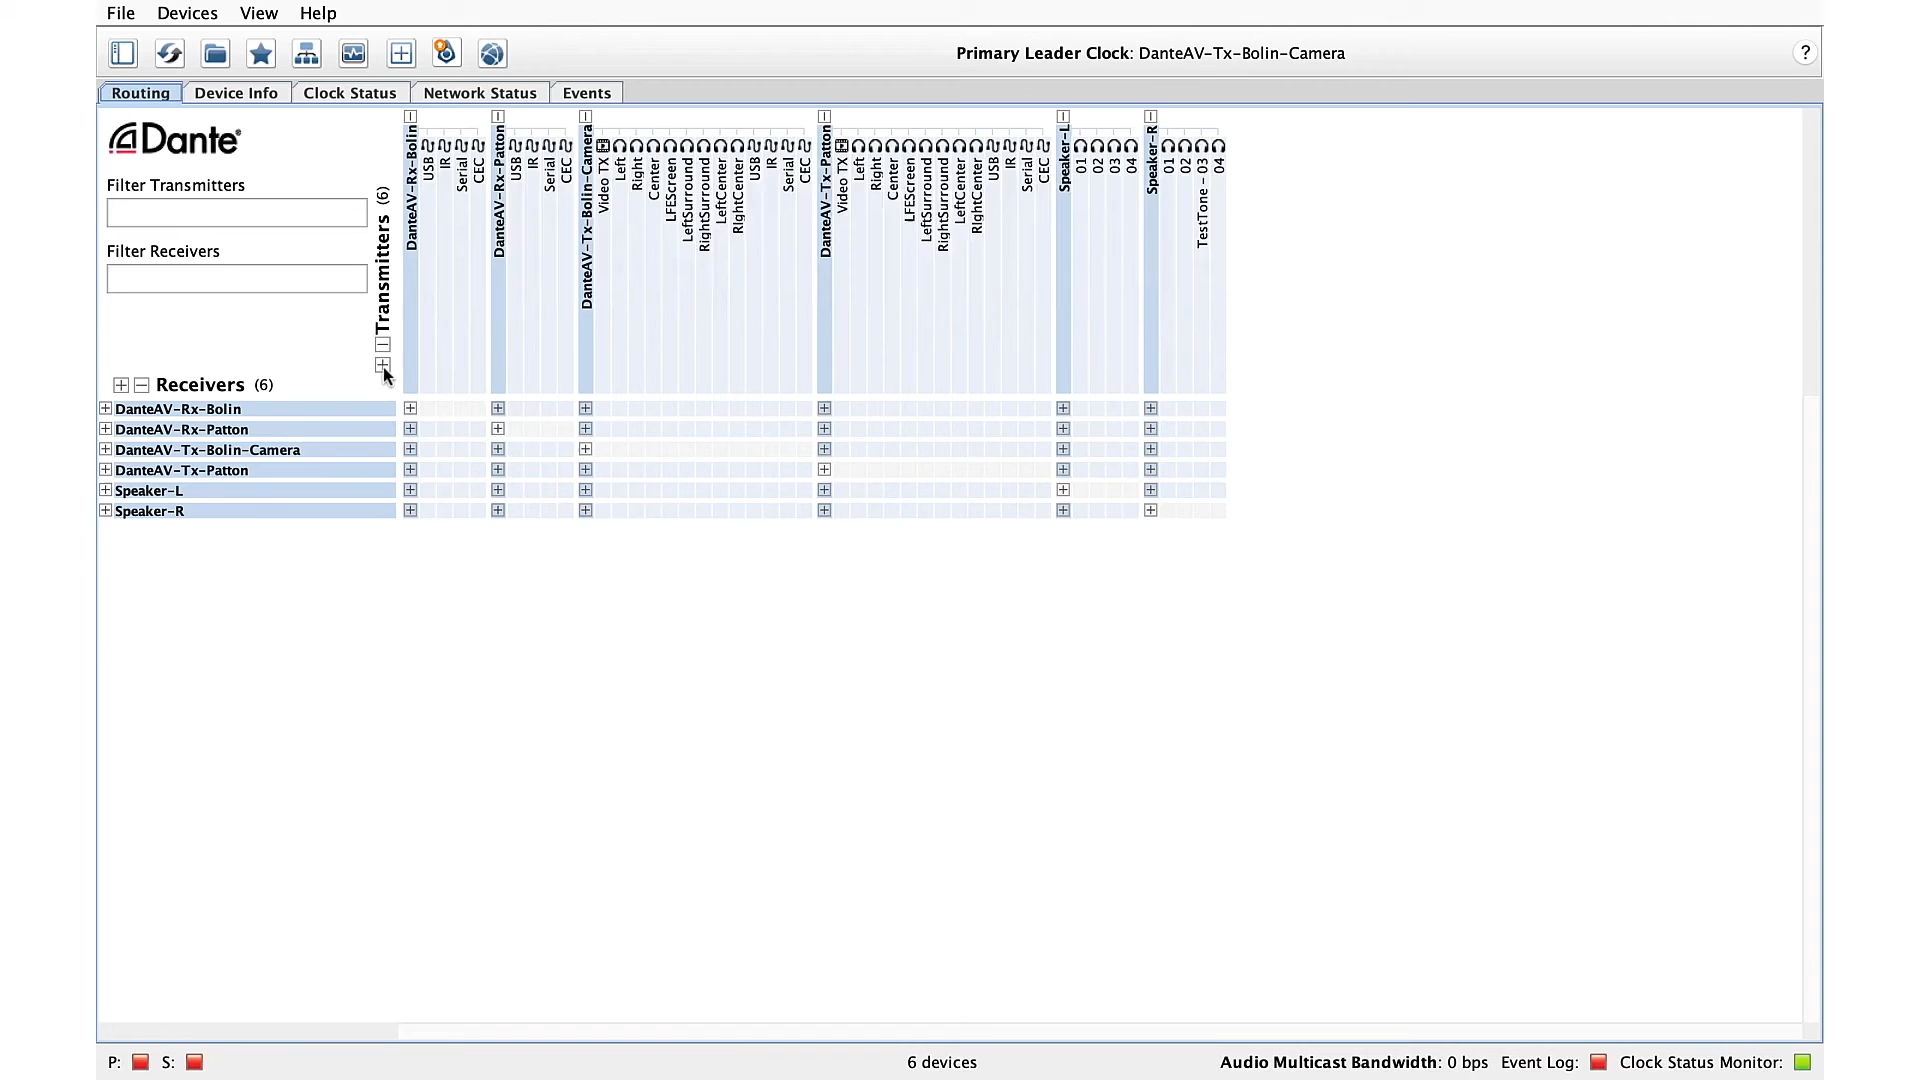 File Devices View Help
Primary Leader Clock: DanteAV-Tx-Bolin-Camera
?
Routing Device Info Clock Status Network Status Events
Dante
Filter Transmitters
Filter Receivers
Transmitters (6)
DanteAV-Rx-Bolin
USB
IR
Serial
CEC
DanteAV-Rx-Patton
USB
IR
Serial
CEC
DanteAV-Tx-Bolin-Camera
Video TX
Left
Right
Center
LFEScreen
LeftSurround
RightSurround
LeftCenter
RightCenter
USB
IR
Serial
CEC
DanteAV-Tx-Patton
Video TX
Left
Right
Center
LFEScreen
LeftSurround
RightSurround
LeftCenter
RightCenter
USB
IR
Serial
CEC
Speaker-L
01
02
03
04
Speaker-R
01
02
TestTone - 03
04
Receivers (6)
DanteAV-Rx-Bolin
DanteAV-Rx-Patton
DanteAV-Tx-Bolin-Camera
DanteAV-Tx-Patton
Speaker-L
Speaker-R
P: S: 6 devices Audio Multicast Bandwidth: 0 bps Event Log: Clock Status Monitor: